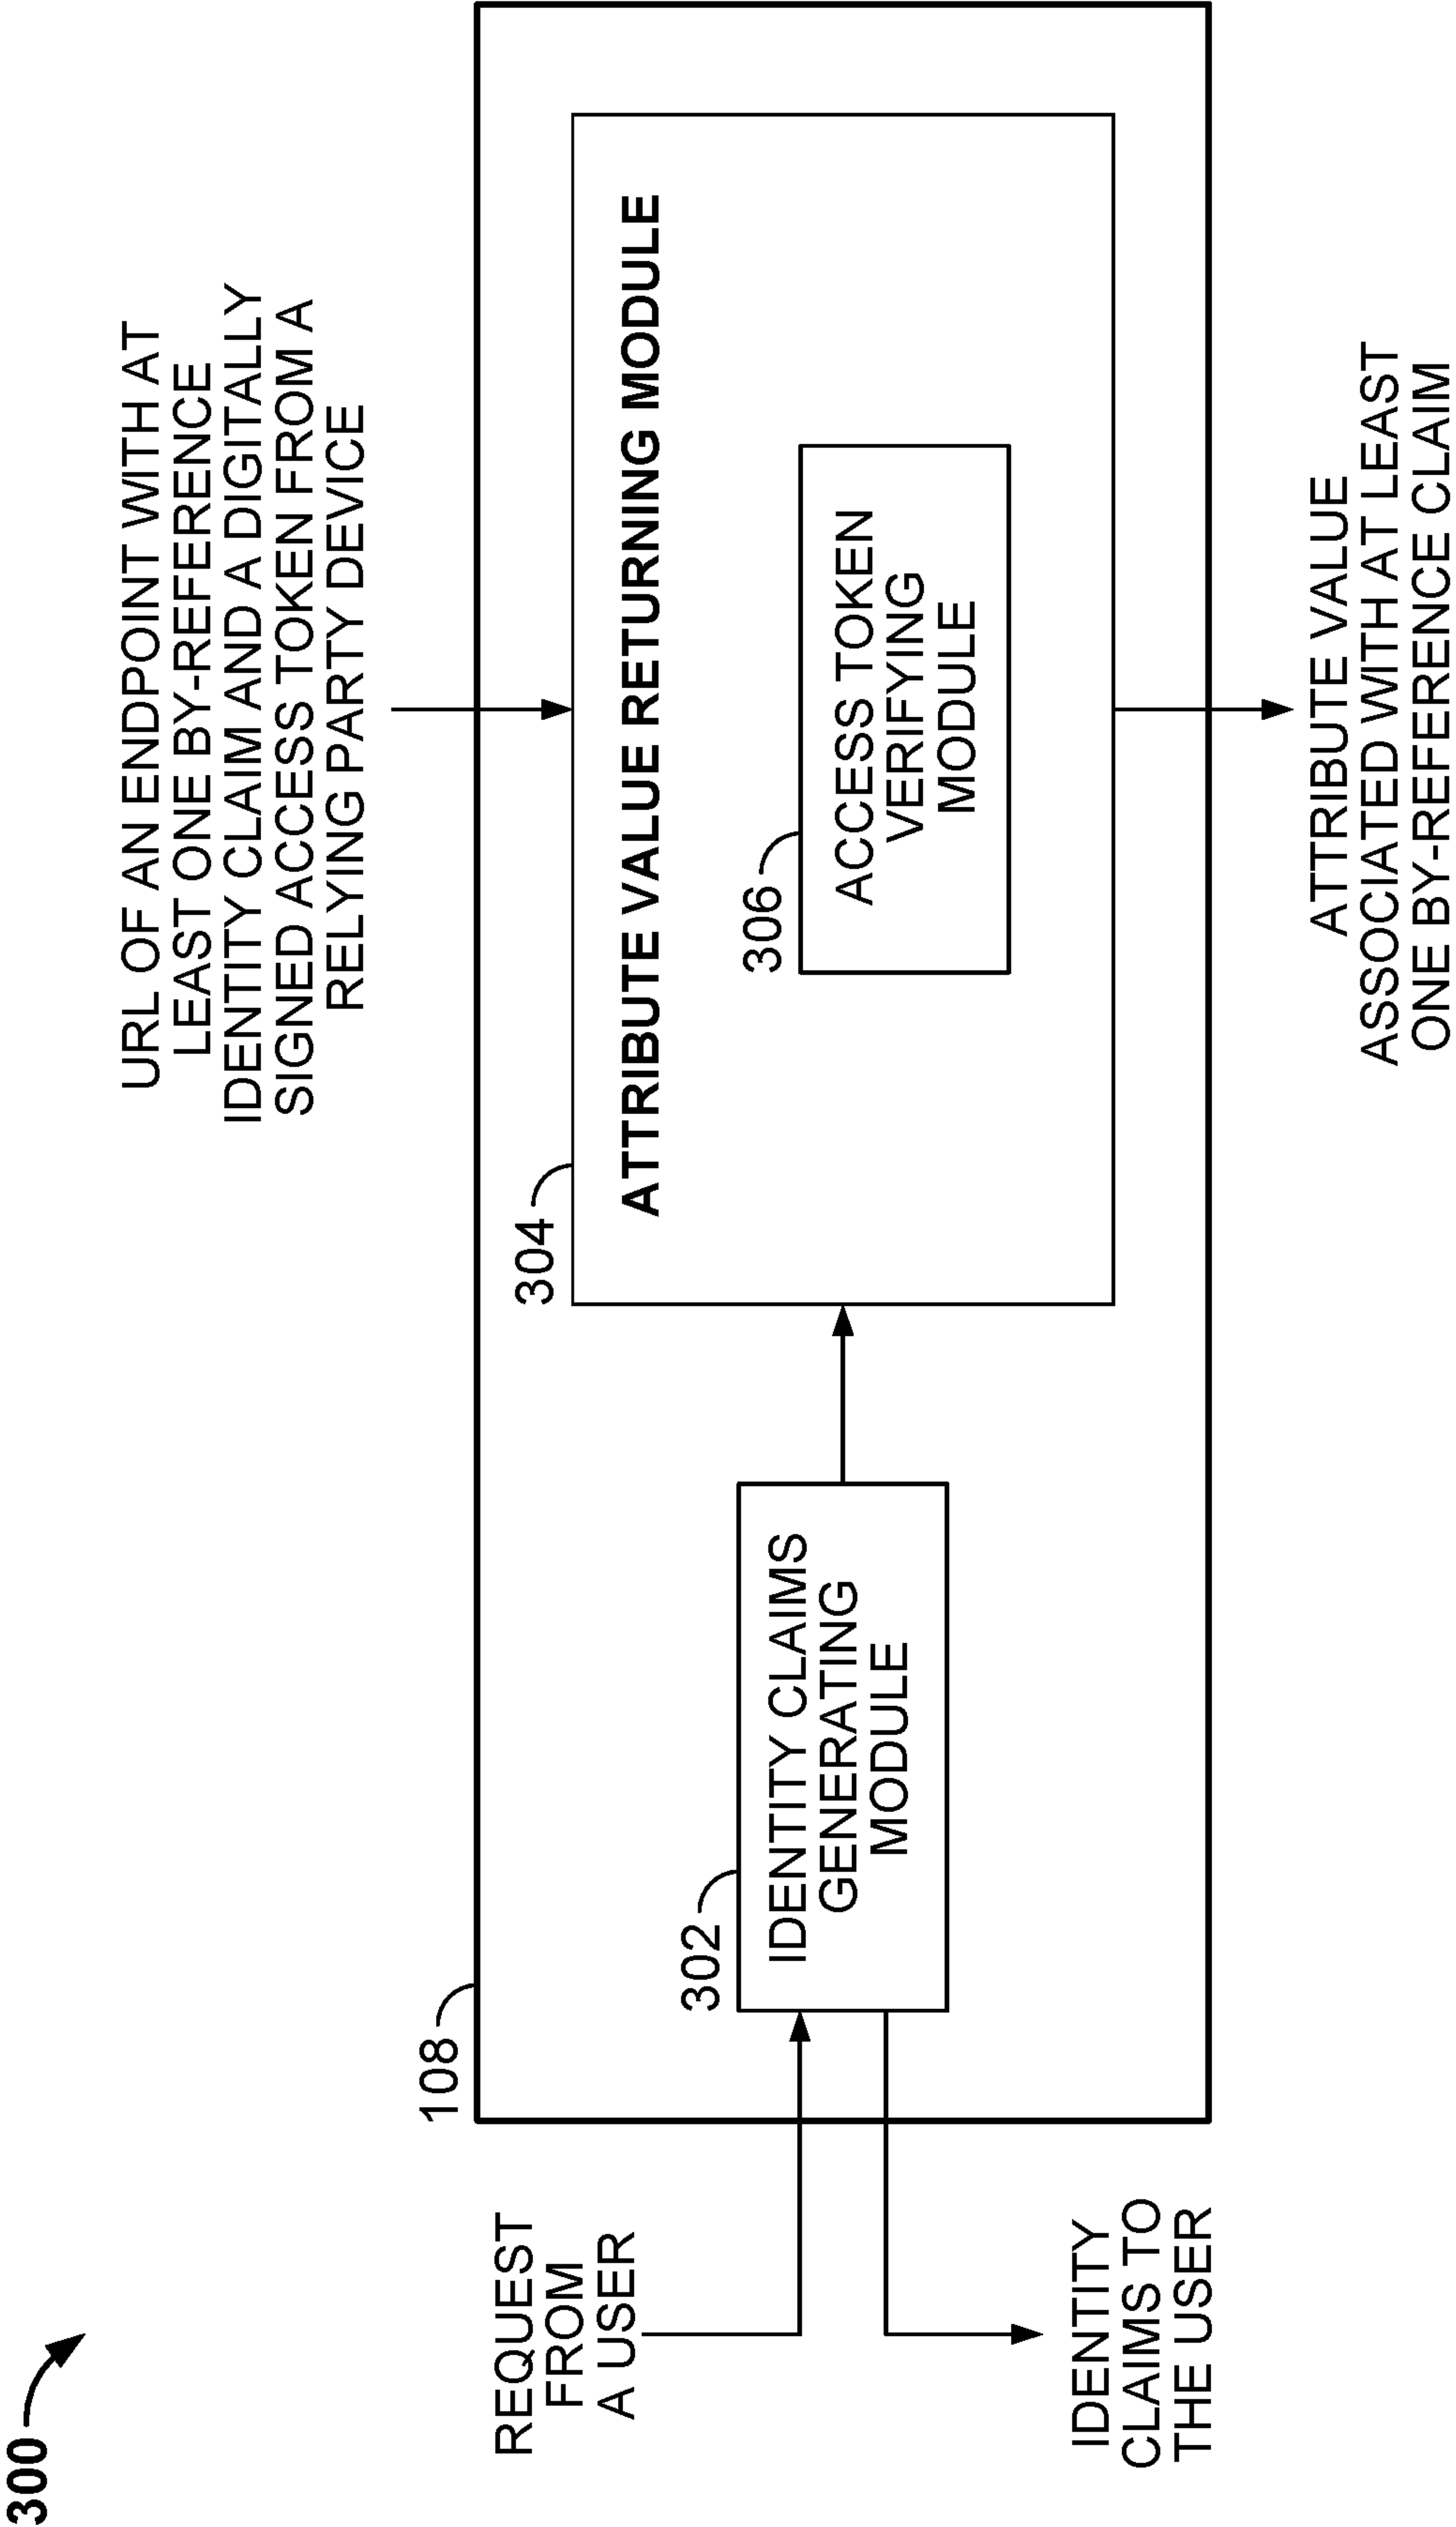 300
URL OF AN ENDPOINT WITH AT
LEAST ONE BY-REFERENCE
IDENTITY CLAIM AND A DIGITALLY
SIGNED ACCESS TOKEN FROM A
RELYING PARTY DEVICE
108
REQUEST
FROM
A USER
302
IDENTITY CLAIMS
GENERATING
MODULE
304
ATTRIBUTE VALUE RETURNING MODULE
306
ACCESS TOKEN
VERIFYING
MODULE
IDENTITY
CLAIMS TO
THE USER
ATTRIBUTE VALUE
ASSOCIATED WITH AT LEAST
ONE BY-REFERENCE CLAIM